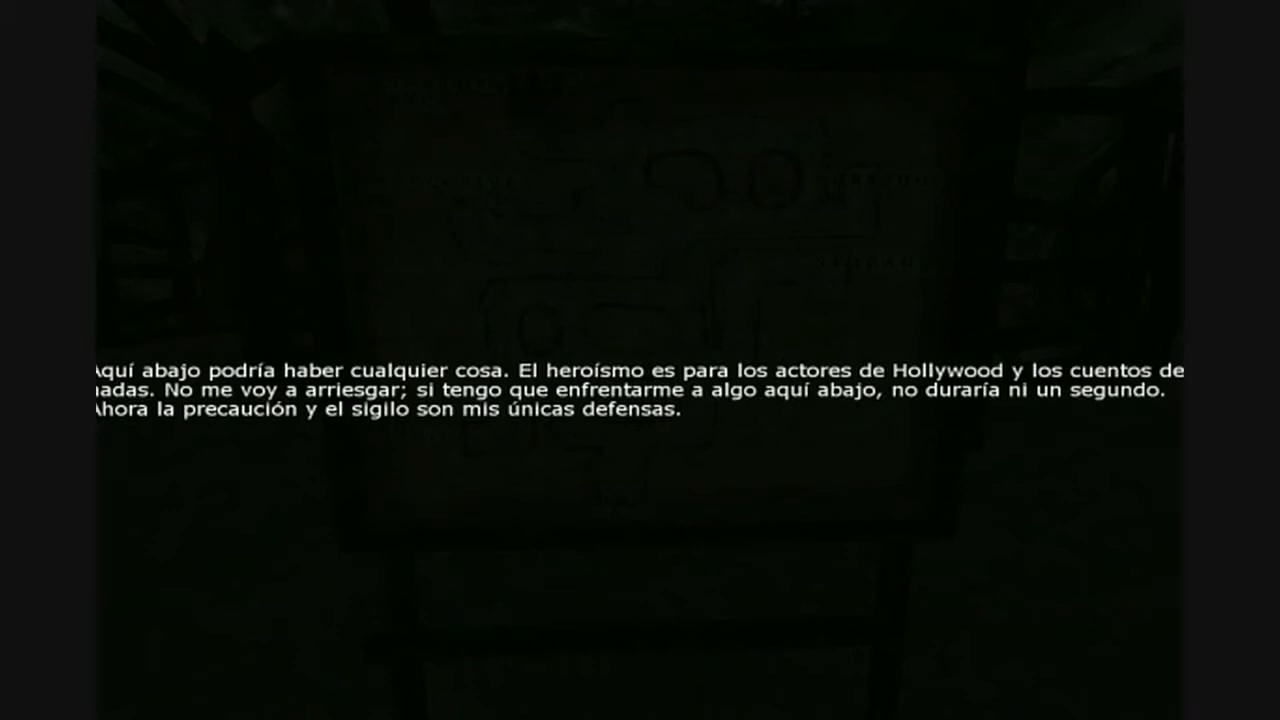 Aquí abajo podría haber cualquier cosa. El heroísmo es para los actores de Hollywood y los cuentos de
hadas. No me voy a arriesgar; si tengo que enfrentarme a algo aquí abajo, no duraría ni un segundo.
Ahora la precaución y el sigilo son mis únicas defensas.